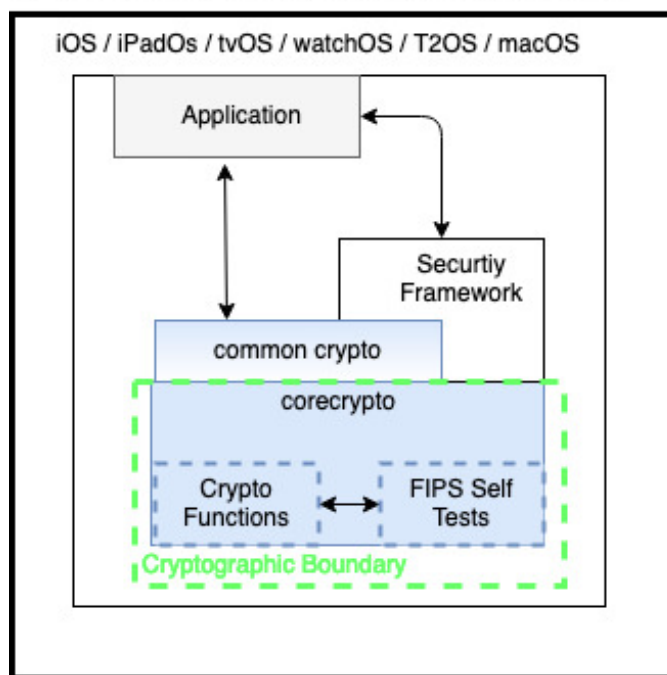 iOS / iPadOs / tvOS / watchOS / T2OS / macOS
Application
Securtiy
Framework
common crypto
corecrypto
Crypto
Functions
FIPS Self
Tests
Cryptographic Boundary